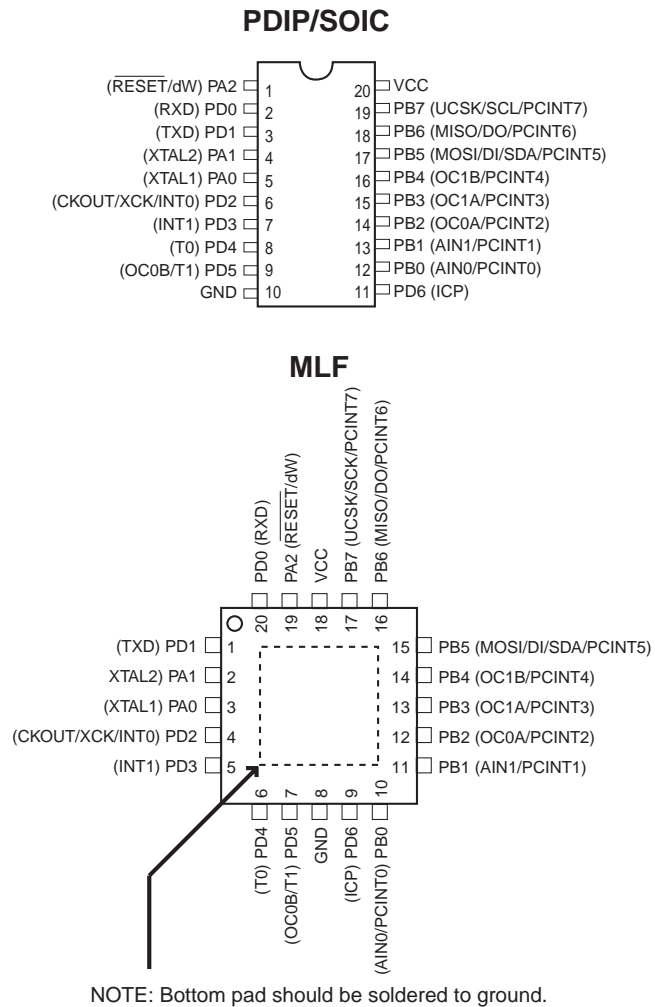 PDIP/SOIC
(RESET/dW) PA2 1
(RXD) PD0 2
(TXD) PD1 3
(XTAL2) PA1 4
(XTAL1) PA0 5
(CKOUT/XCK/INT0) PD2 6
(INT1) PD3 7
(T0) PD4 8
(OC0B/T1) PD5 9
GND 10
20 VCC
19 PB7 (UCSK/SCL/PCINT7)
18 PB6 (MISO/DO/PCINT6)
17 PB5 (MOSI/DI/SDA/PCINT5)
16 PB4 (OC1B/PCINT4)
15 PB3 (OC1A/PCINT3)
14 PB2 (OC0A/PCINT2)
13 PB1 (AIN1/PCINT1)
12 PB0 (AIN0/PCINT0)
11 PD6 (ICP)
MLF
PD0 (RXD) 20
PA2 (RESET/dW) 19
VCC 18
PB7 (UCSK/SCK/PCINT7) 17
PB6 (MISO/DO/PCINT6) 16
(TXD) PD1 1
XTAL2) PA1 2
(XTAL1) PA0 3
(CKOUT/XCK/INT0) PD2 4
(INT1) PD3 5
15 PB5 (MOSI/DI/SDA/PCINT5)
14 PB4 (OC1B/PCINT4)
13 PB3 (OC1A/PCINT3)
12 PB2 (OC0A/PCINT2)
11 PB1 (AIN1/PCINT1)
6 (T0) PD4
7 (OC0B/T1) PD5
8 GND
9 (ICP) PD6
10 (AIN0/PCINT0) PB0
NOTE: Bottom pad should be soldered to ground.